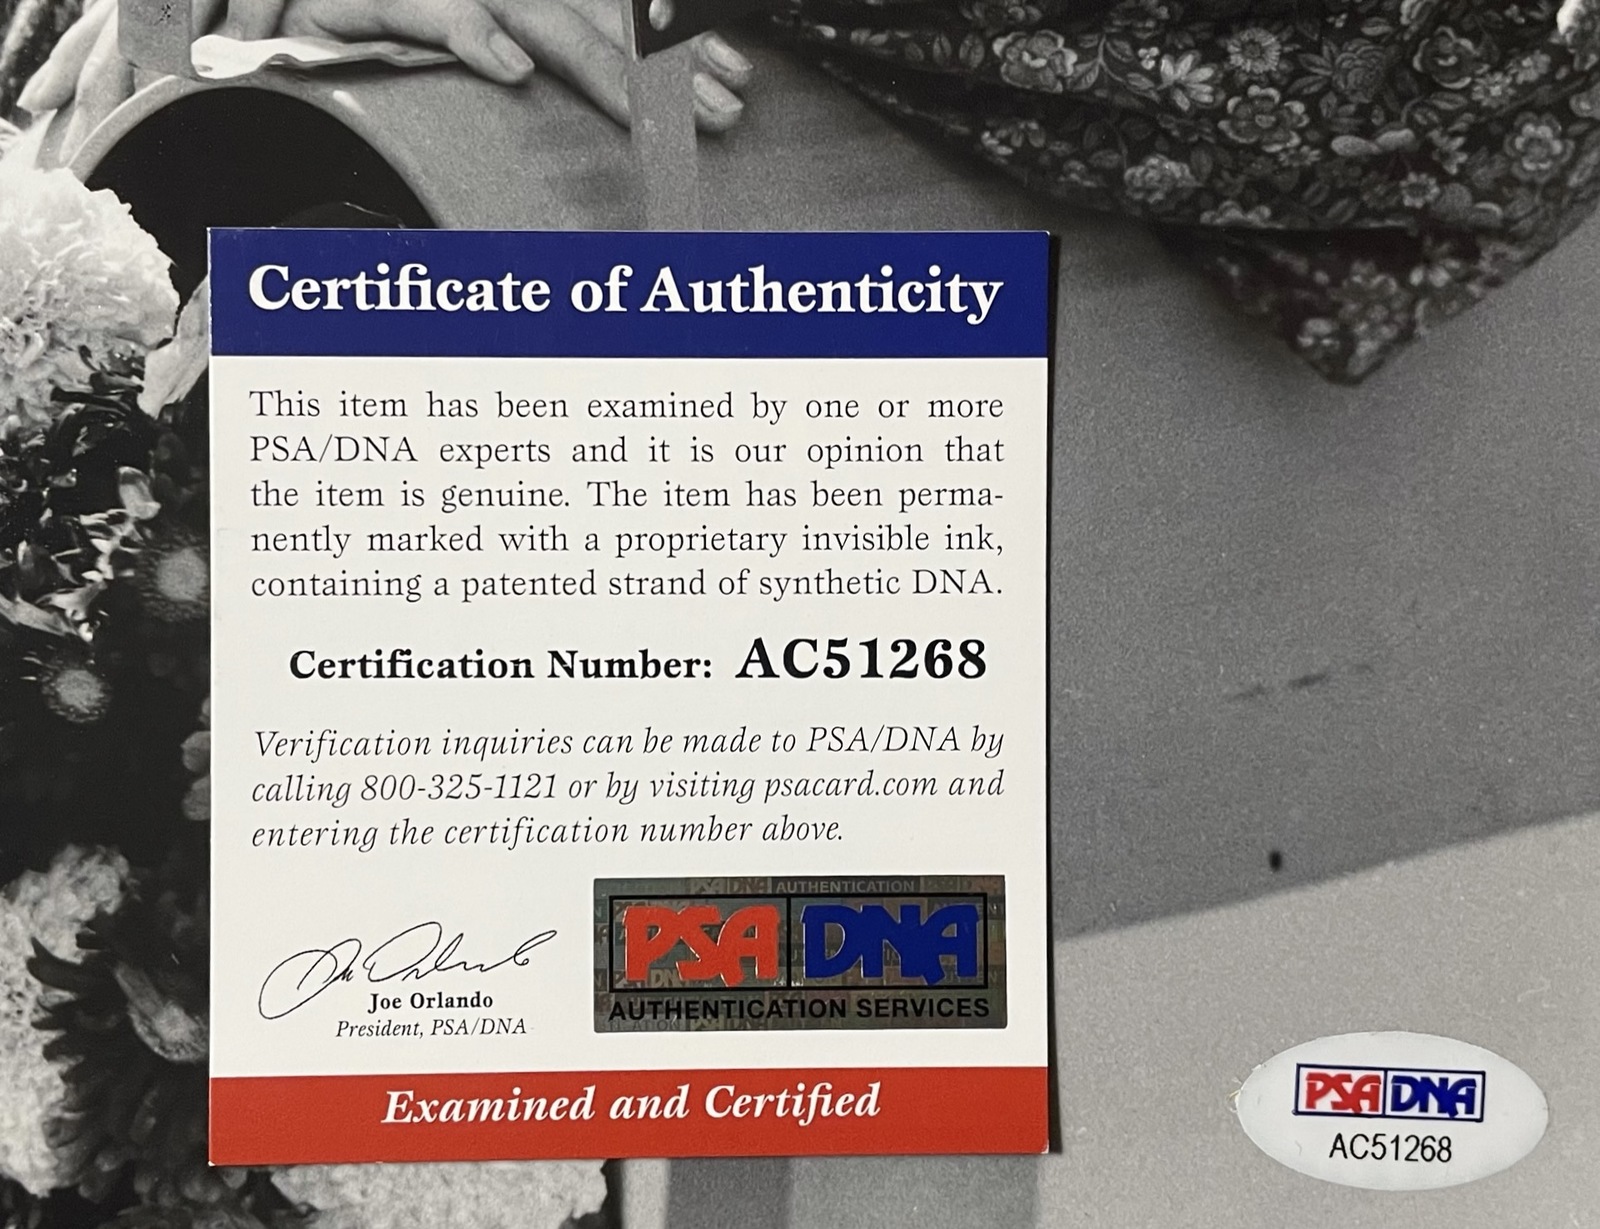 Certificate of Authenticity
This item has been examined by one or more
PSA/DNA experts and it is our opinion that
the item is genuine. The item has been perma-
nently marked with a proprietary invisible ink,
containing a patented strand of synthetic DNA.
Certification Number: AC51268
Verification inquiries can be made to PSA/DNA by
calling 800-325-1121 or by visiting psacard.com and
entering the certification number above.
Joe Orlando
President, PSA/DNA
PSA DNA AUTHENTICATION
PSA DNA
AUTHENTICATION SERVICES
Examined and Certified
PSA DNA
AC51268